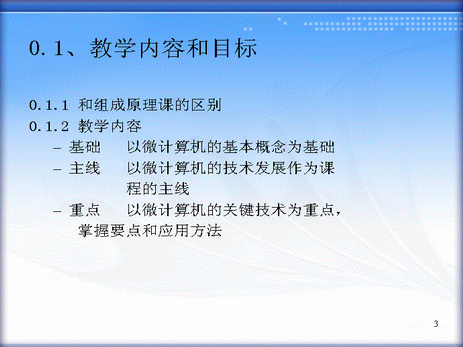 0.1、教学内容和目标
0.1.1 和组成原理课的区别
0.1.2 教学内容
– 基础 以微计算机的基本概念为基础
– 主线 以微计算机的技术发展作为课
程的主线
– 重点 以微计算机的关键技术为重点，
掌握要点和应用方法
3